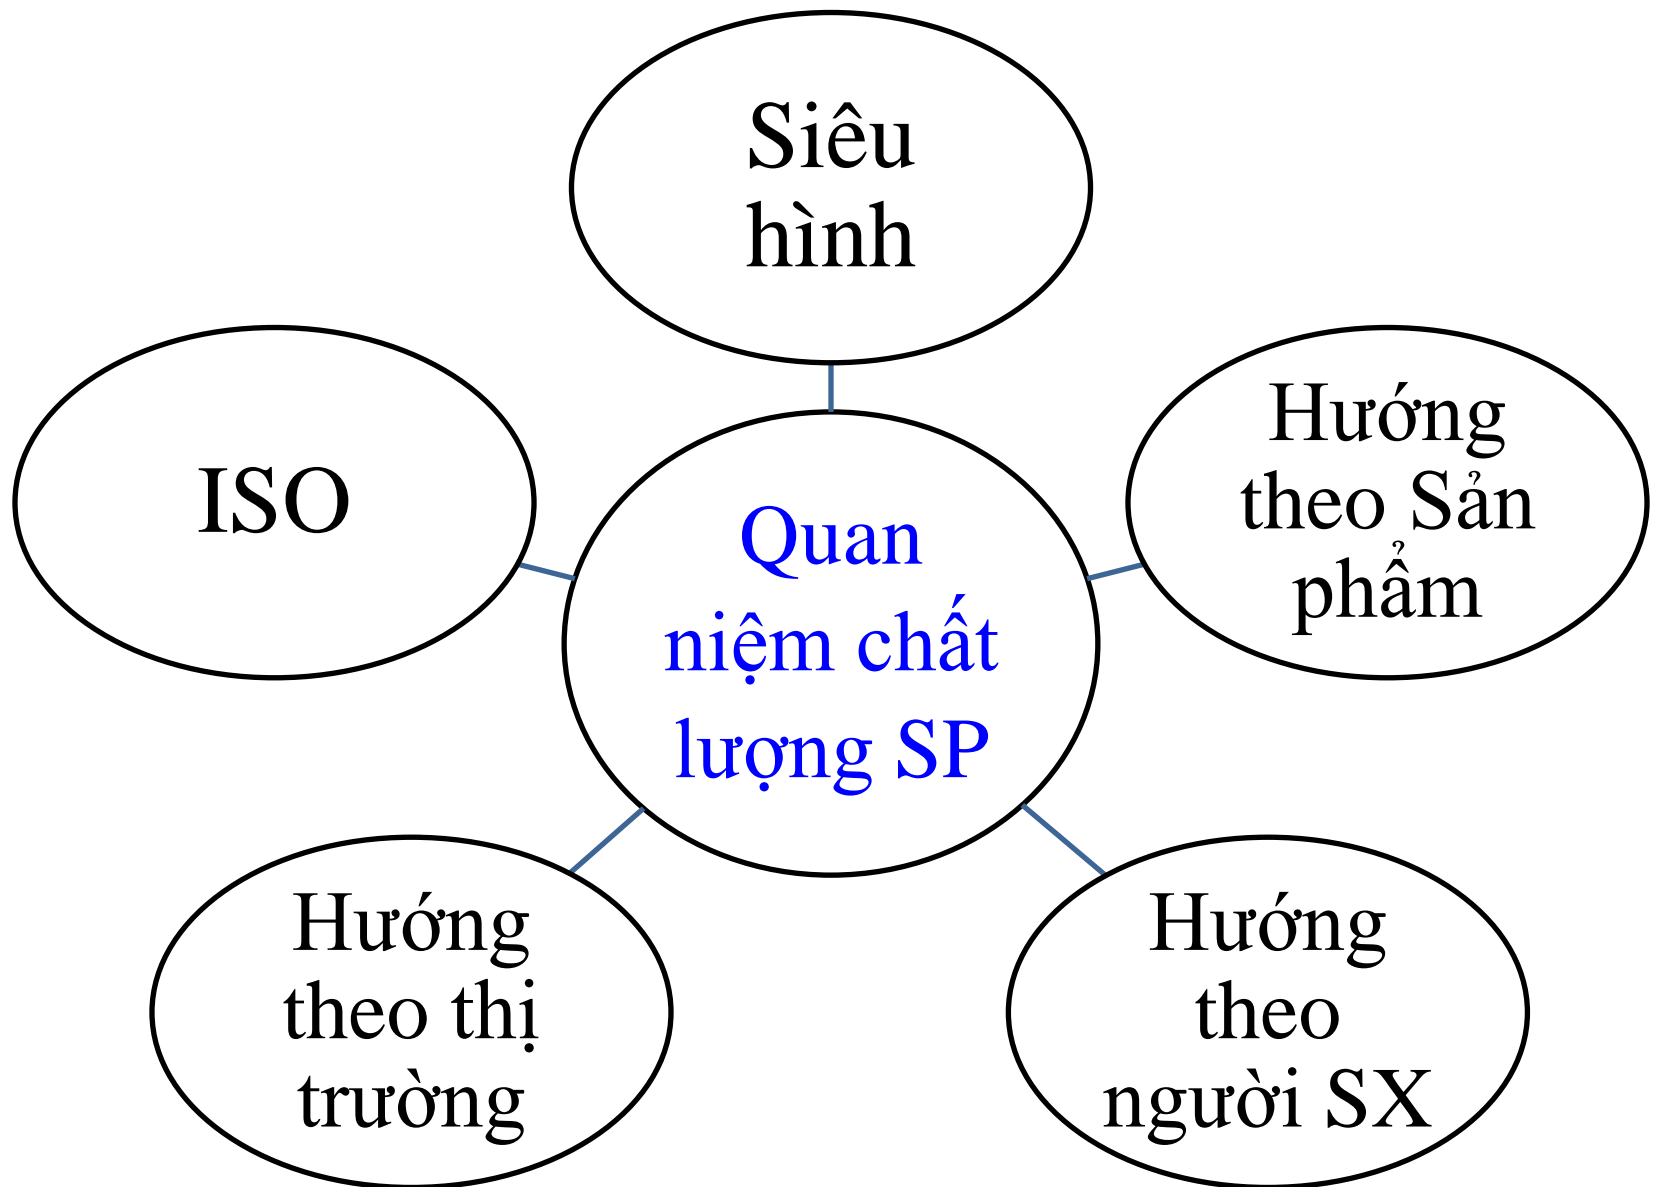 Siêu
hình
Hướng
theo Sản
phẩm
ISO
Quan
niệm chất
lượng SP
Hướng
theo thị
trường
Hướng
theo
người SX